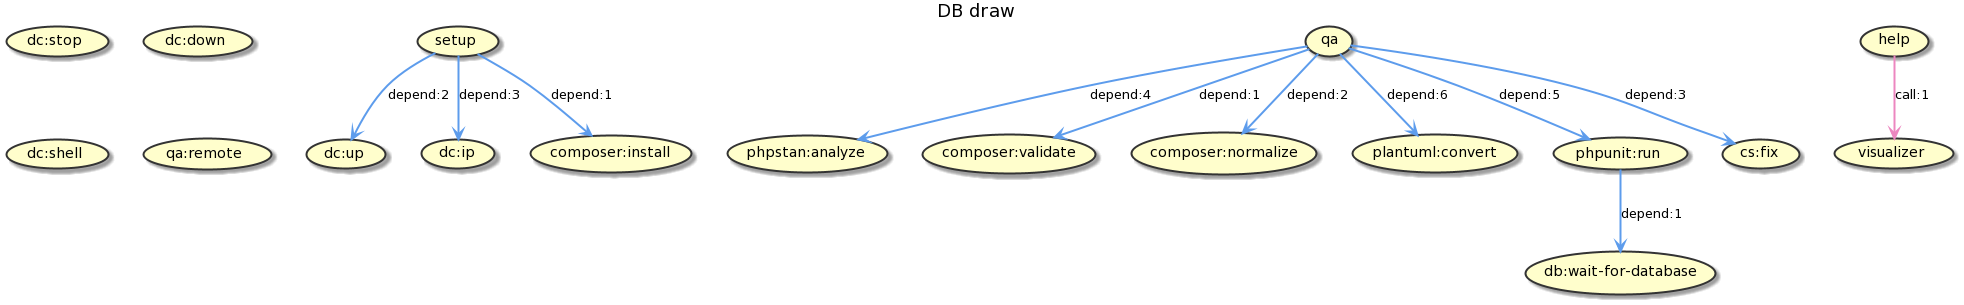 DB draw
dc:stop
dc:down
setup
qa
help
depend:2
depend:3
depend:1
depend:4
depend:1
depend:2
depend:6
depend:5
depend:3
call:1
dc:shell
qa:remote
dc:up
dc:ip
composer:install
phpstan:analyze
composer:validate
composer:normalize
plantuml:convert
phpunit:run
cs:fix
visualizer
depend:1
db:wait-for-database